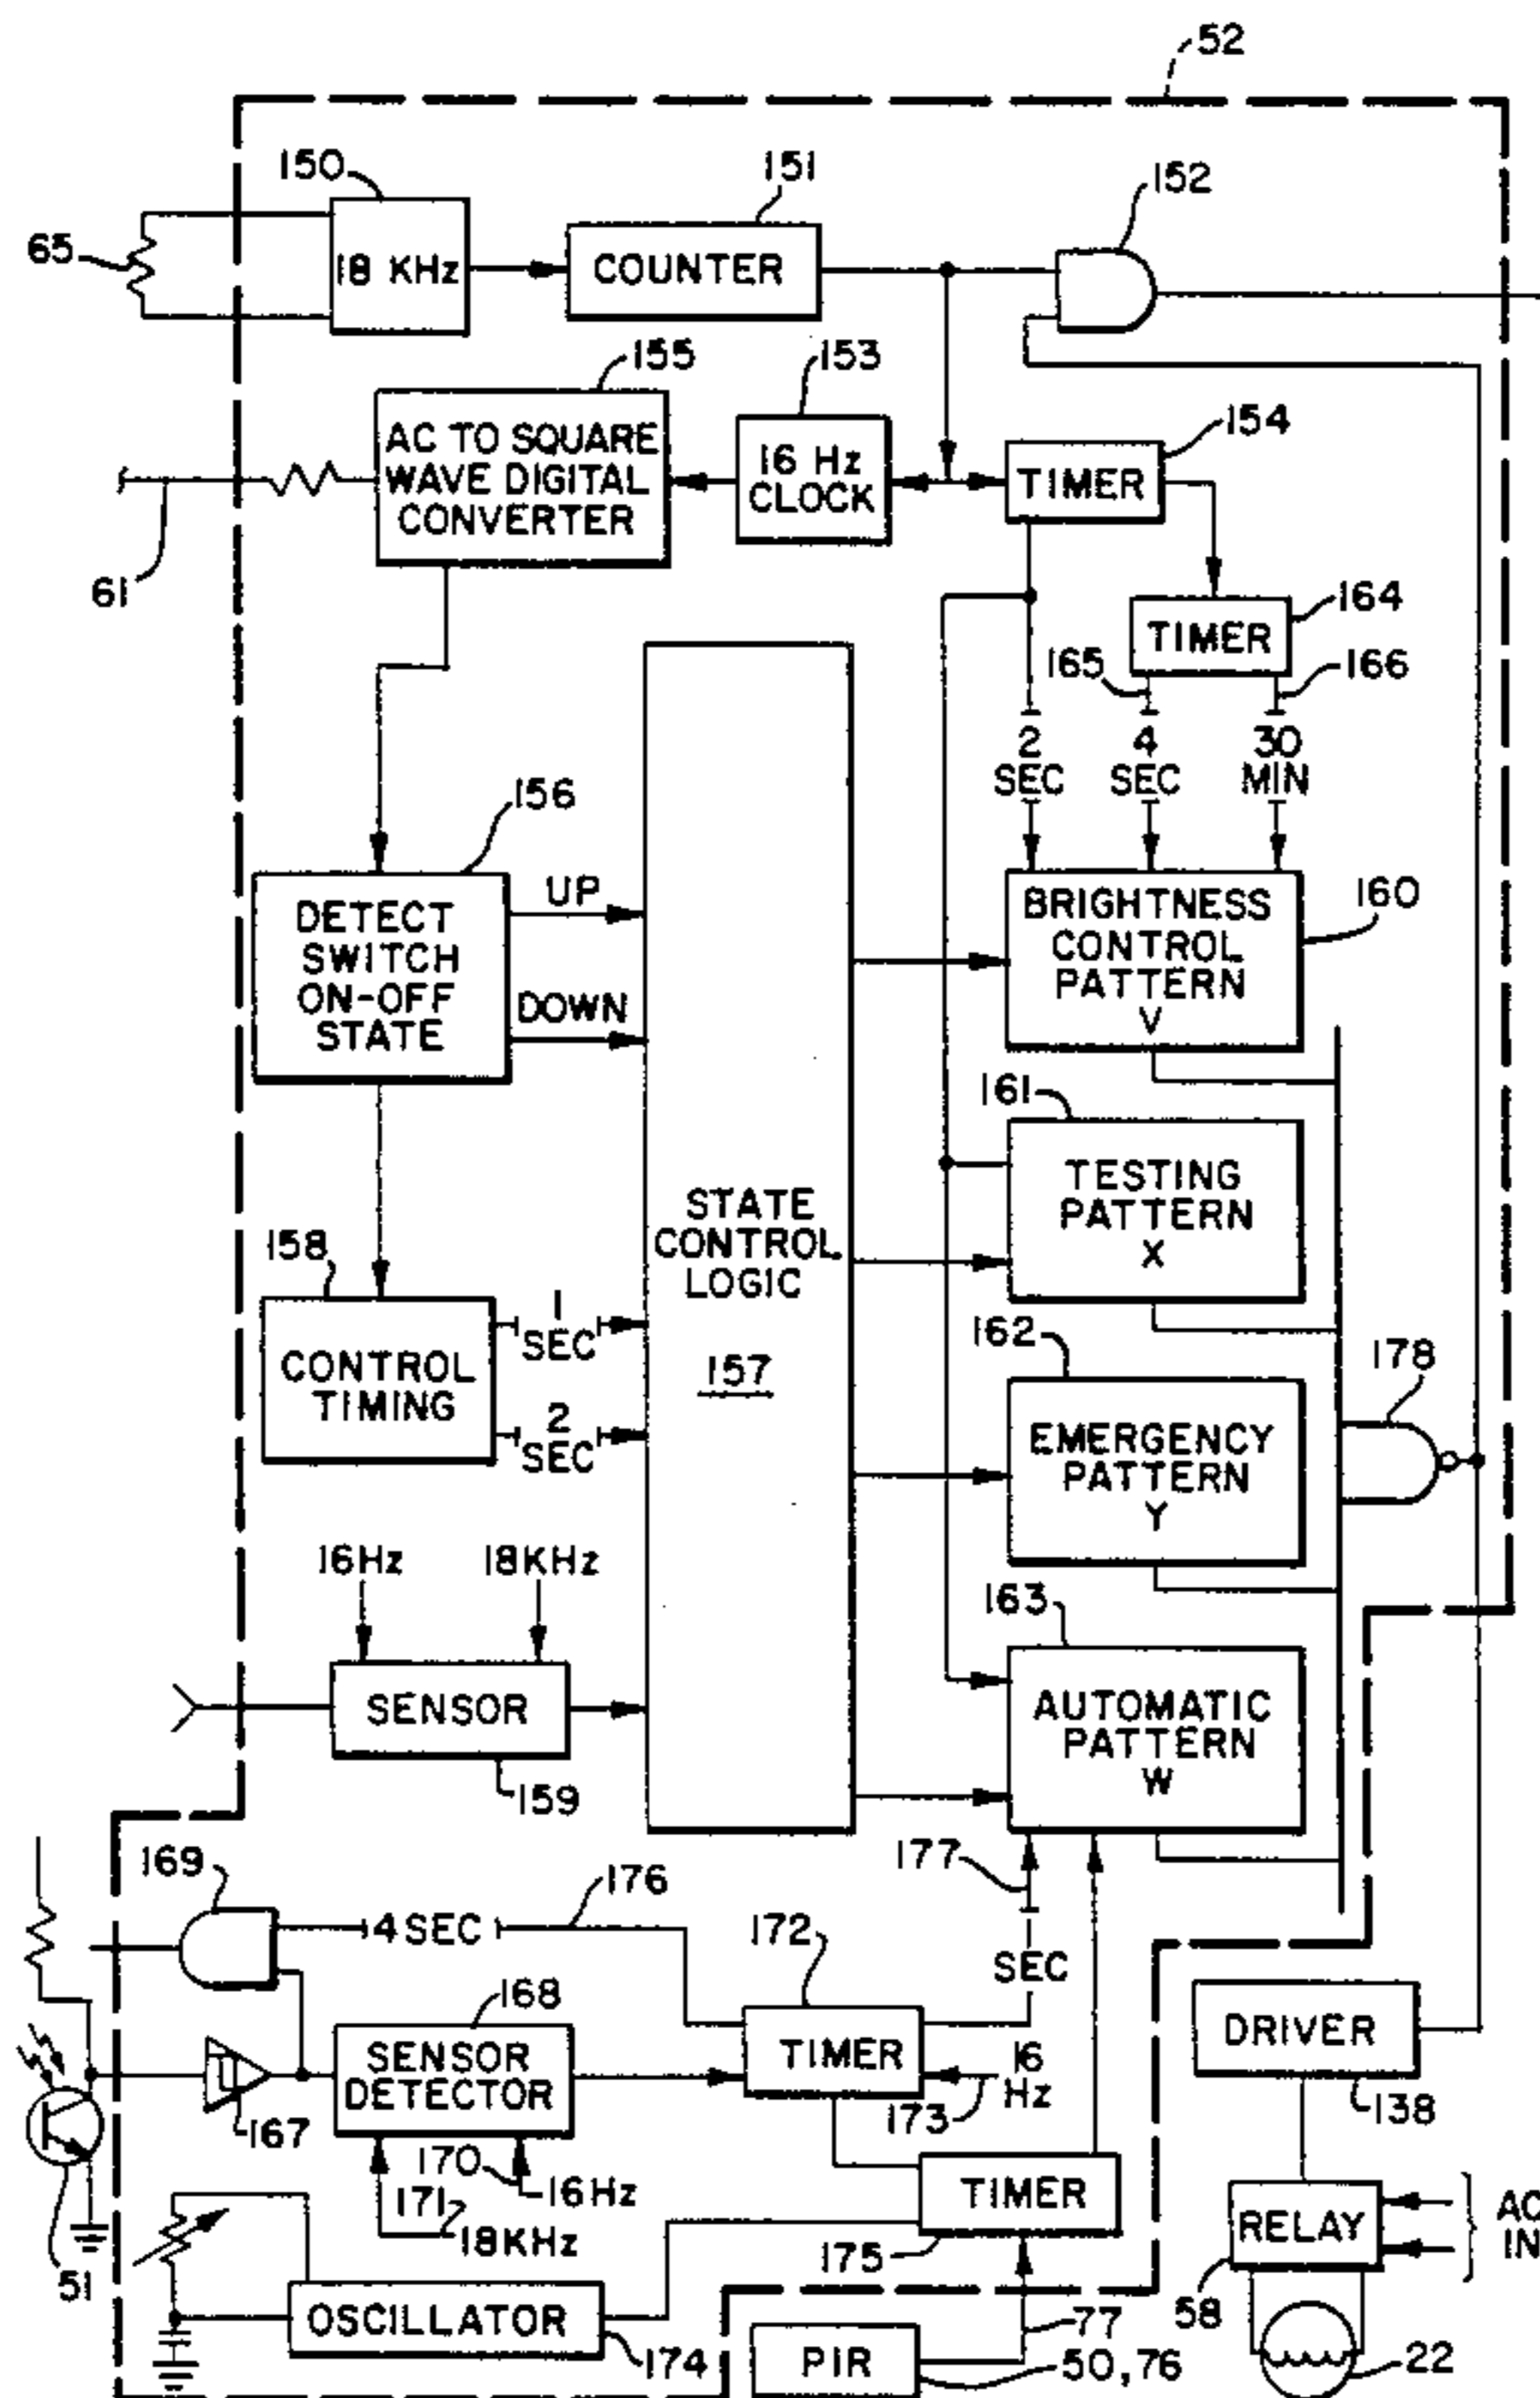 52
150
151
152
65
18 KHz
COUNTER
155
153
154
AC TO SQUARE
WAVE DIGITAL
CONVERTER
16 Hz
CLOCK
TIMER
61
164
TIMER
165
166
2
SEC
4
SEC
30
MIN
156
DETECT
SWITCH
ON-OFF
STATE
UP
DOWN
BRIGHTNESS
CONTROL
PATTERN
V
160
161
TESTING
PATTERN
X
STATE
CONTROL
LOGIC
157
158
CONTROL
TIMING
1
SEC
2
SEC
162
EMERGENCY
PATTERN
Y
178
16Hz
18KHz
163
SENSOR
159
AUTOMATIC
PATTERN
W
169
176
4 SEC
172
177
SEC
168
SENSOR
DETECTOR
TIMER
16
Hz
173
DRIVER
138
167
170
16Hz
171
18KHz
51
TIMER
175
RELAY
AC
IN
58
OSCILLATOR
174
77
PIR
50,76
22